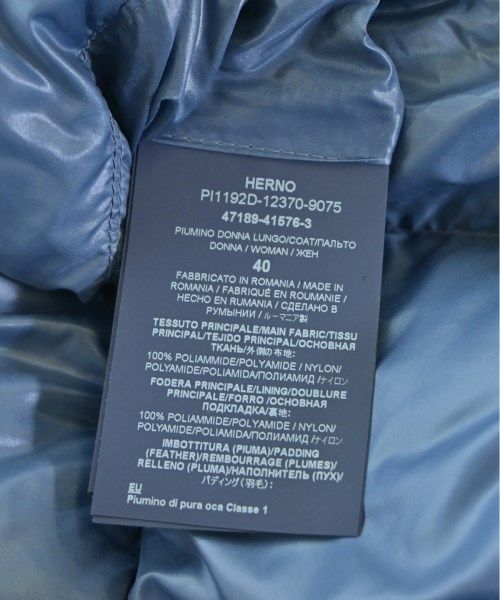 HERNO
PI1192D-12370-9075
47189-41576-3
PIUMINO DONNA LUNGO/COAT/ПАЛЬТО
DONNA / WOMAN / ЖЕН
40
FABBRICATO IN ROMANIA / MADE IN
ROMANIA / FABRIQUÉ EN ROUMANIE /
HECHO EN RUMANIA / СДЕЛАНО В
РУМЫНИИ / ルーマニア製
TESSUTO PRINCIPALE/MAIN FABRIC/TISSU
PRINCIPAL/TEJIDO PRINCIPAL/ОСНОВНАЯ
ТКАНЬ/外側の布地:
100% POLIAMMIDE/POLYAMIDE / NYLON/
POLYAMIDE/POLIAMIDA/ПОЛИАМИД /ナイロン
FODERA PRINCIPALE/LINING/DOUBLURE
PRINCIPALE/FORRO /ОСНОВНАЯ
ПОДКЛАДКА/裏地:
100% POLIAMMIDE/POLYAMIDE / NYLON/
POLYAMIDE/POLIAMIDA/ПОЛИАМИД /ナイロン
IMBOTTITURA (PIUMA)/PADDING
(FEATHER)/REMBOURRAGE (PLUMES)/
RELLENO (PLUMA)/НАПОЛНИТЕЛЬ (ПУХ)/
パディング (羽毛):
EU
Piumino di pura oca Classe 1